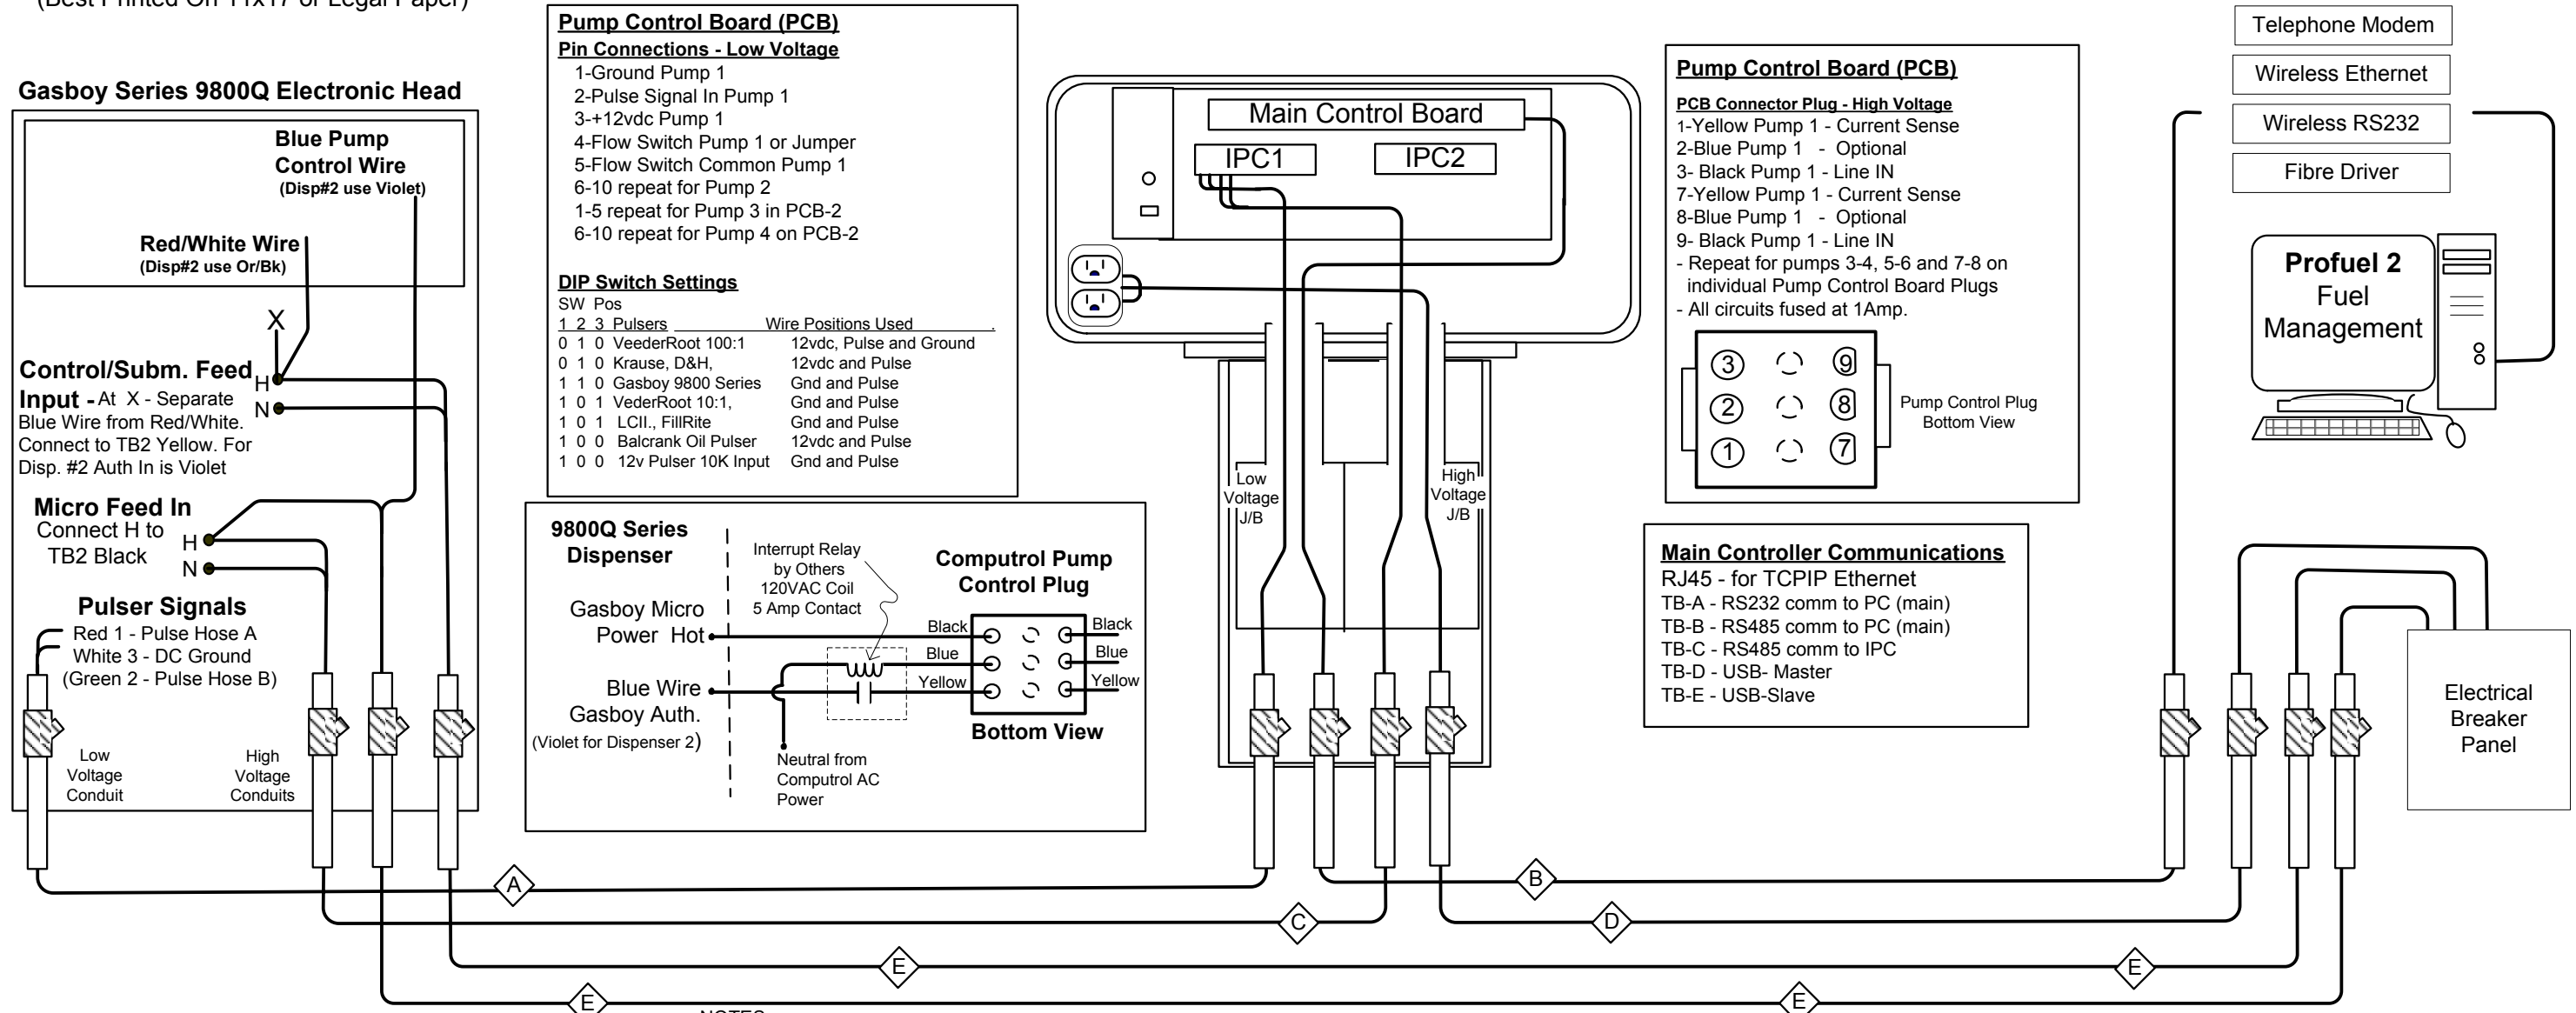 (Best Printed On 11x17 or Legal Paper)
Gasboy Series 9800Q Electronic Head
Blue Pump
Control Wire
(Disp#2 use Violet)
Red/White Wire
(Disp#2 use Or/Bk)
X
Control/Subm. Feed
H
Input - At X - Separate
N
Blue Wire from Red/White.
Connect to TB2 Yellow. For
Disp. #2 Auth In is Violet
Micro Feed In
Connect H to
TB2 Black
H
N
Pulser Signals
Red 1 - Pulse Hose A
White 3 - DC Ground
(Green 2 - Pulse Hose B)
Low
Voltage
Conduit
High
Voltage
Conduits
Pump Control Board (PCB)
Pin Connections - Low Voltage
1-Ground Pump 1
2-Pulse Signal In Pump 1
3-+12vdc Pump 1
4-Flow Switch Pump 1 or Jumper
5-Flow Switch Common Pump 1
6-10 repeat for Pump 2
1-5 repeat for Pump 3 in PCB-2
6-10 repeat for Pump 4 on PCB-2
DIP Switch Settings
SW Pos
1 2 3 Pulsers Wire Positions Used .
0 1 0 VeederRoot 100:1 12vdc, Pulse and Ground
0 1 0 Krause, D&H, 12vdc and Pulse
1 1 0 Gasboy 9800 Series Gnd and Pulse
1 0 1 VederRoot 10:1, Gnd and Pulse
1 0 1 LCII., FillRite Gnd and Pulse
1 0 0 Balcrank Oil Pulser 12vdc and Pulse
1 0 0 12v Pulser 10K Input Gnd and Pulse
9800Q Series
Dispenser
Interrupt Relay
by Others
120VAC Coil
5 Amp Contact
Computrol Pump
Control Plug
Gasboy Micro
Power Hot
Black
Black
Blue
Blue
Yellow
Yellow
Blue Wire
Gasboy Auth.
(Violet for Dispenser 2)
Bottom View
Neutral from
Computrol AC
Power
Main Control Board
IPC1
IPC2
Low
Voltage
J/B
High
Voltage
J/B
Pump Control Board (PCB)
PCB Connector Plug - High Voltage
1-Yellow Pump 1 - Current Sense
2-Blue Pump 1 - Optional
3- Black Pump 1 - Line IN
7-Yellow Pump 1 - Current Sense
8-Blue Pump 1 - Optional
9- Black Pump 1 - Line IN
- Repeat for pumps 3-4, 5-6 and 7-8 on
individual Pump Control Board Plugs
- All circuits fused at 1Amp.
3
9
2
8
1
7
Pump Control Plug
Bottom View
Main Controller Communications
RJ45 - for TCPIP Ethernet
TB-A - RS232 comm to PC (main)
TB-B - RS485 comm to PC (main)
TB-C - RS485 comm to IPC
TB-D - USB- Master
TB-E - USB-Slave
Telephone Modem
Wireless Ethernet
Wireless RS232
Fibre Driver
Profuel 2
Fuel
Management
Electrical
Breaker
Panel
A
B
C
D
E
E
E
E
NOTES